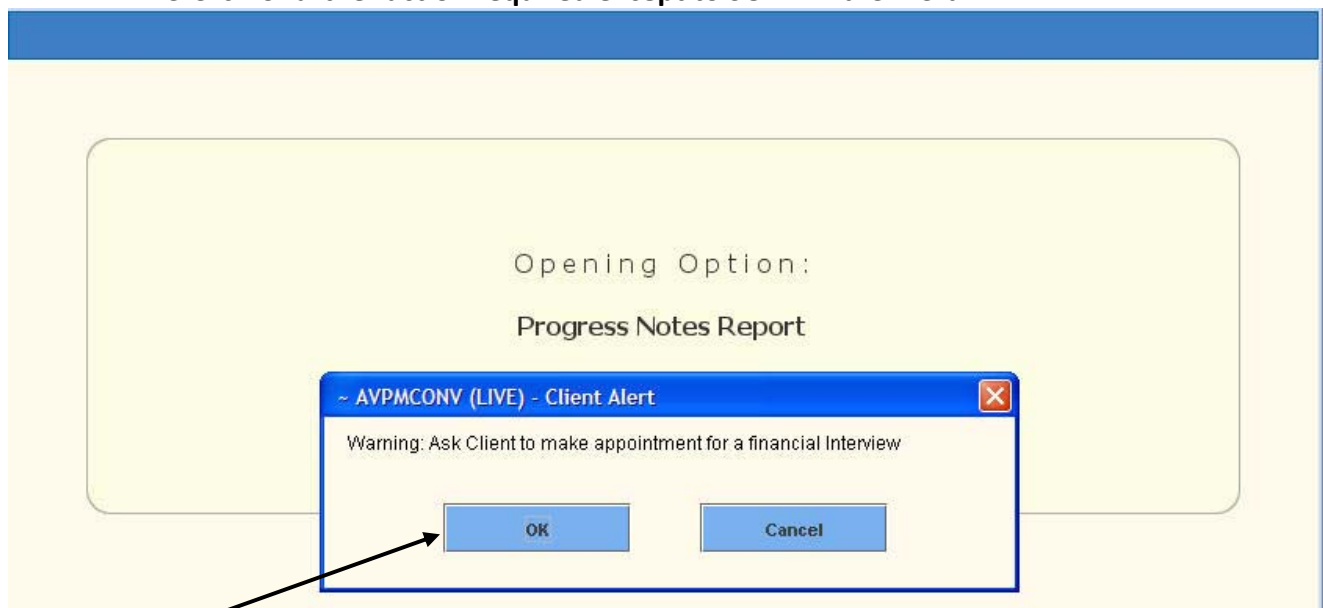 Opening Option:
Progress Notes Report
~ AVPMCONV (LIVE) - Client Alert
Warning: Ask Client to make appointment for a financial Interview
OK Cancel